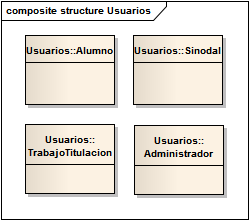 composite structure Usuarios
Usuarios::Alumno
Usuarios::Sinodal
Usuarios::
TrabajoTitulacion
Usuarios::
Administrador